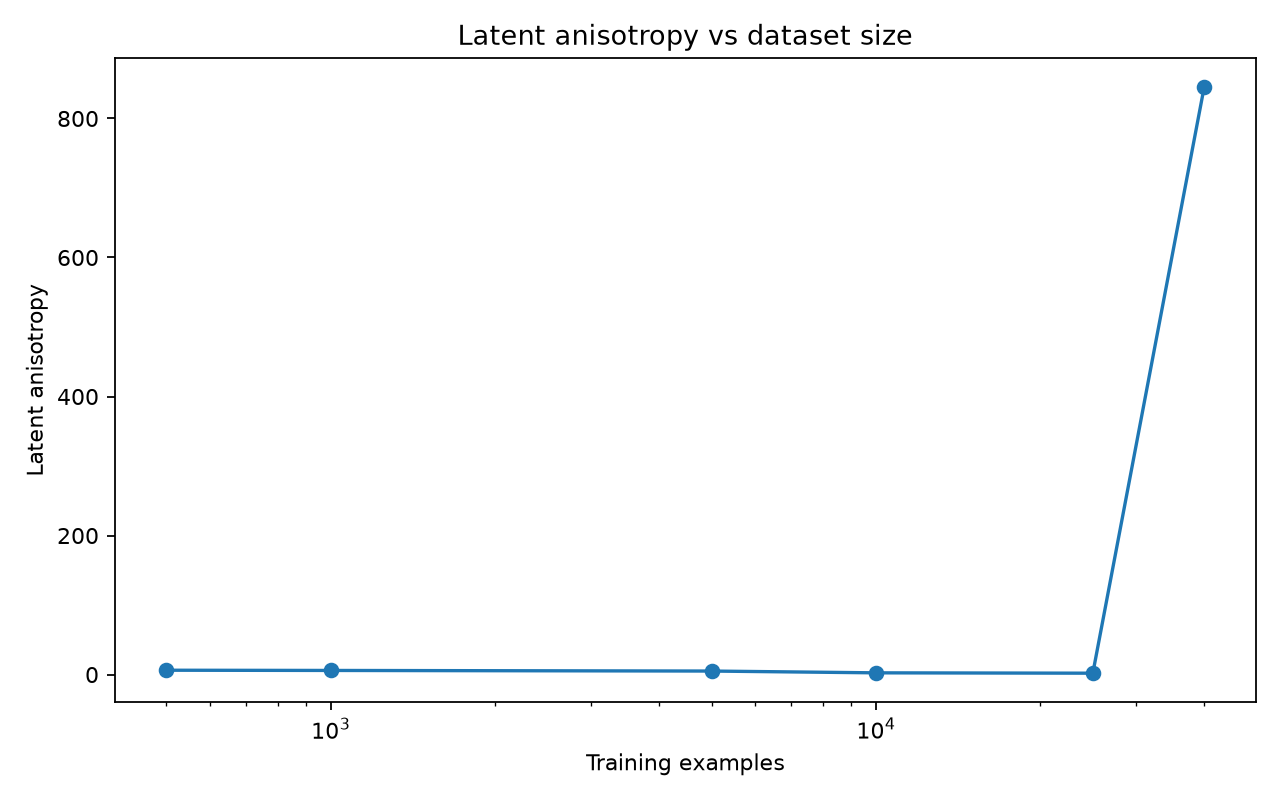 Latent anisotropy vs dataset size
800
600
400
200
0
Latent anisotropy
10³
10⁴
Training examples